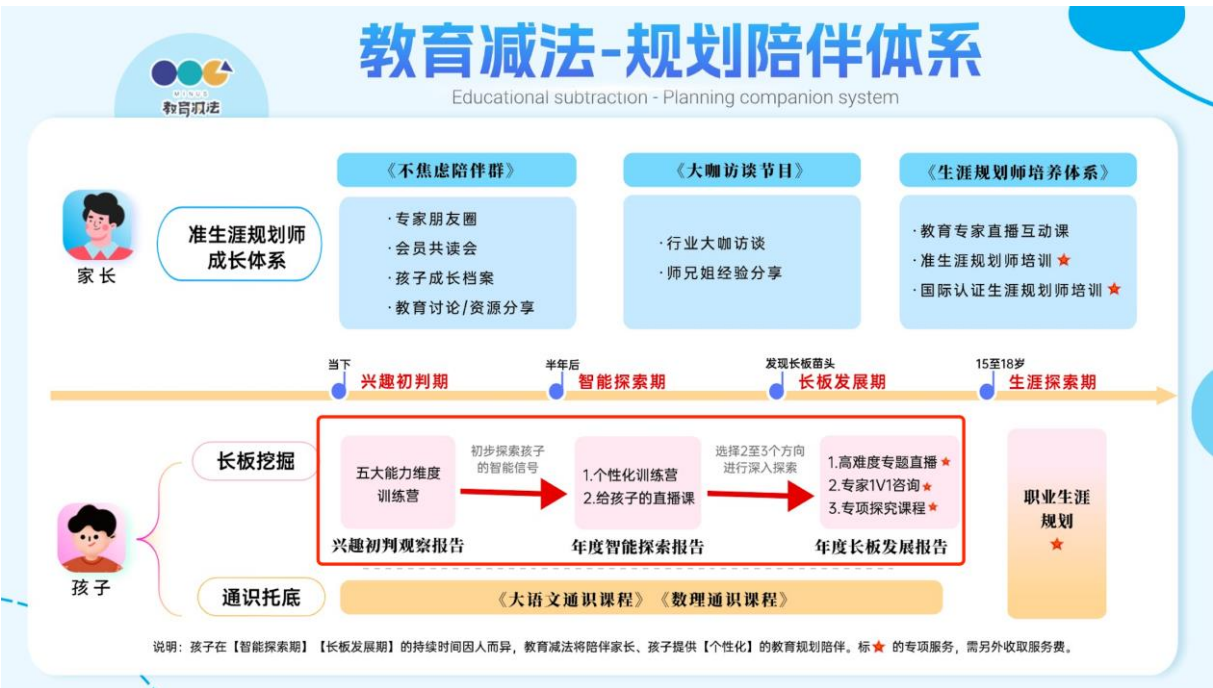 教育减法-规划陪伴体系
Educational subtraction - Planning companion system
MINUS
教育减法
家长
准生涯规划师
成长体系
《不焦虑陪伴群》
·专家朋友圈
·会员共读会
·孩子成长档案
·教育讨论/资源分享
《大咖访谈节目》
·行业大咖访谈
·师兄姐经验分享
《生涯规划师培养体系》
·教育专家直播互动课
·准生涯规划师培训
·国际认证生涯规划师培训
当下
兴趣初判期
半年后
智能探索期
发现长板苗头
长板发展期
15至18岁
生涯探索期
孩子
长板挖掘
五大能力维度
训练营
兴趣初判观察报告
初步探索孩子
的智能信号
1.个性化训练营
2.给孩子的直播课
年度智能探索报告
选择2至3个方向
进行深入探索
1.高难度专题直播
2.专家1V1咨询
3.专项探究课程
年度长板发展报告
职业生涯
规划
通识托底
《大语文通识课程》《数理通识课程》
说明：孩子在【智能探索期】【长板发展期】的持续时间因人而异，教育减法将陪伴家长、孩子提供【个性化】的教育规划陪伴。标 的专项服务，需另外收取服务费。